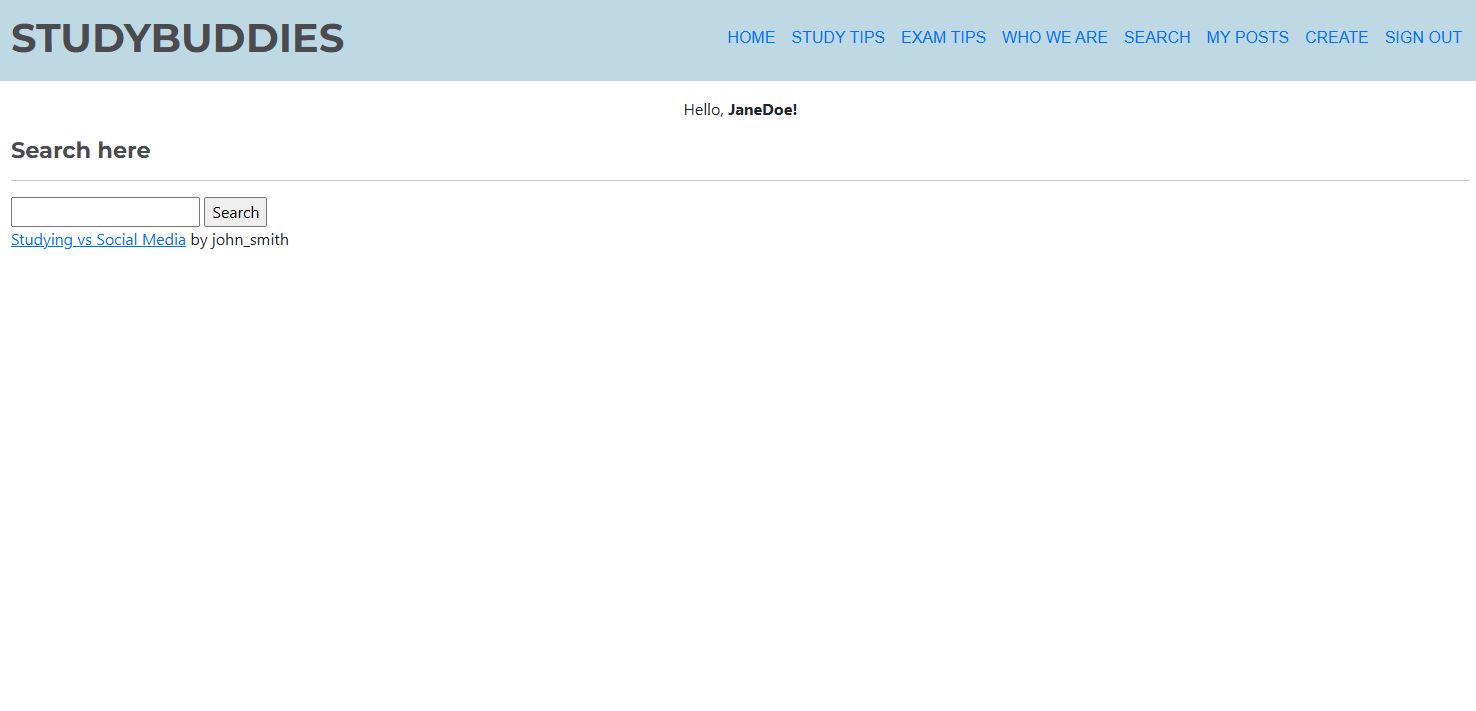 STUDYBUDDIES
HOME STUDY TIPS EXAM TIPS WHO WE ARE SEARCH MY POSTS CREATE SIGN OUT
Hello, JaneDoe!
Search here
Search
Studying vs Social Media by john_smith